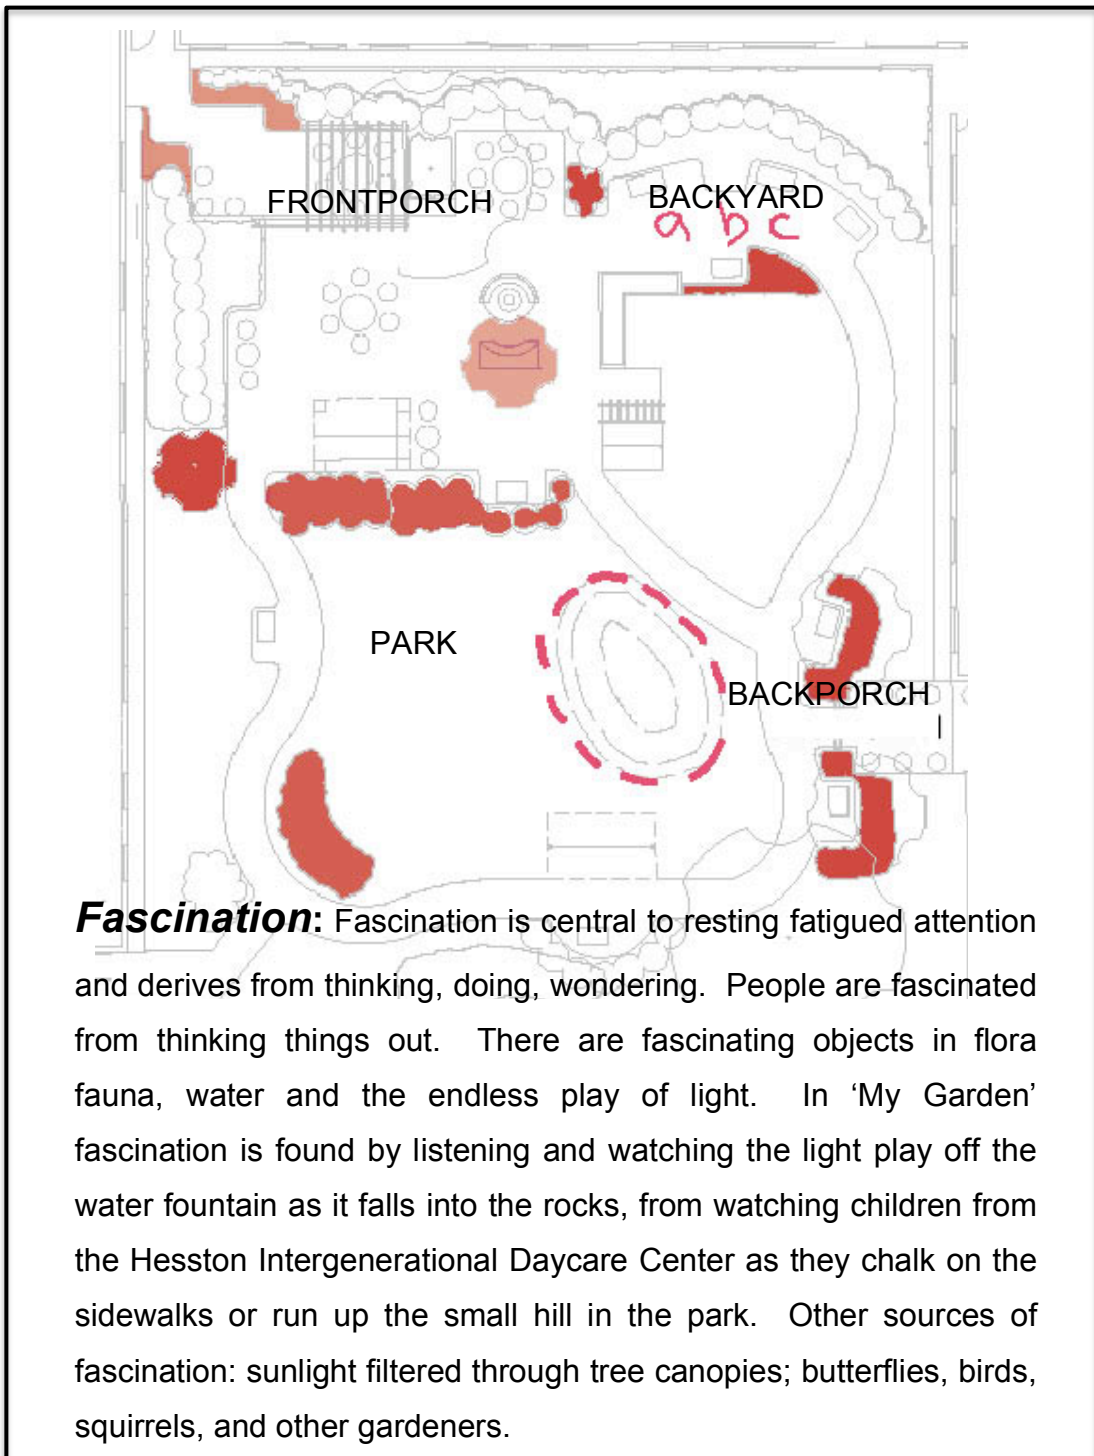 FRONTPORCH
BACKYARD
a b c
PARK
BACKPORCH
Fascination: Fascination is central to resting fatigued attention
and derives from thinking, doing, wondering. People are fascinated
from thinking things out. There are fascinating objects in flora
fauna, water and the endless play of light. In ‘My Garden’
fascination is found by listening and watching the light play off the
water fountain as it falls into the rocks, from watching children from
the Hesston Intergenerational Daycare Center as they chalk on the
sidewalks or run up the small hill in the park. Other sources of
fascination: sunlight filtered through tree canopies; butterflies, birds,
squirrels, and other gardeners.